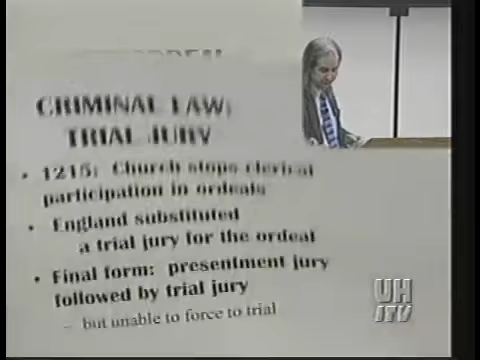 CRIMINAL LAW:
TRIAL JURY
• 1215: Church stops clerical
participation in ordeals
• England substituted
a trial jury for the ordeal
• Final form: presentment jury
followed by trial jury
– but unable to force to trial
UH
ITV